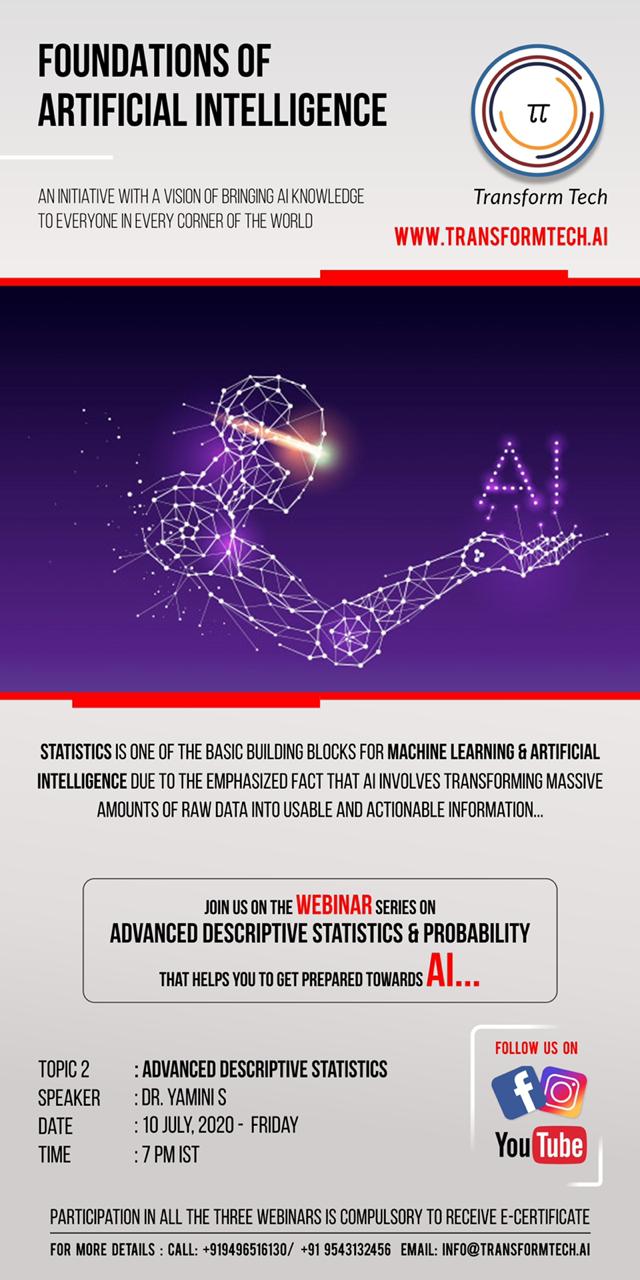 FOUNDATIONS OF
ARTIFICIAL INTELLIGENCE
π
AN INITIATIVE WITH A VISION OF BRINGING AI KNOWLEDGE
TO EVERYONE IN EVERY CORNER OF THE WORLD
Transform Tech
WWW.TRANSFORMTECH.AI
AI
STATISTICS IS ONE OF THE BASIC BUILDING BLOCKS FOR MACHINE LEARNING & ARTIFICIAL
INTELLIGENCE DUE TO THE EMPHASIZED FACT THAT AI INVOLVES TRANSFORMING MASSIVE
AMOUNTS OF RAW DATA INTO USABLE AND ACTIONABLE INFORMATION...
JOIN US ON THE WEBINAR SERIES ON
ADVANCED DESCRIPTIVE STATISTICS & PROBABILITY
THAT HELPS YOU TO GET PREPARED TOWARDS AI...
TOPIC 2 : ADVANCED DESCRIPTIVE STATISTICS
SPEAKER : DR. YAMINI S
DATE : 10 JULY, 2020 - FRIDAY
TIME : 7 PM IST
FOLLOW US ON
f
YouTube
PARTICIPATION IN ALL THE THREE WEBINARS IS COMPULSORY TO RECEIVE E-CERTIFICATE
FOR MORE DETAILS : CALL: +919496516130/ +91 9543132456 EMAIL: INFO@TRANSFORMTECH.AI